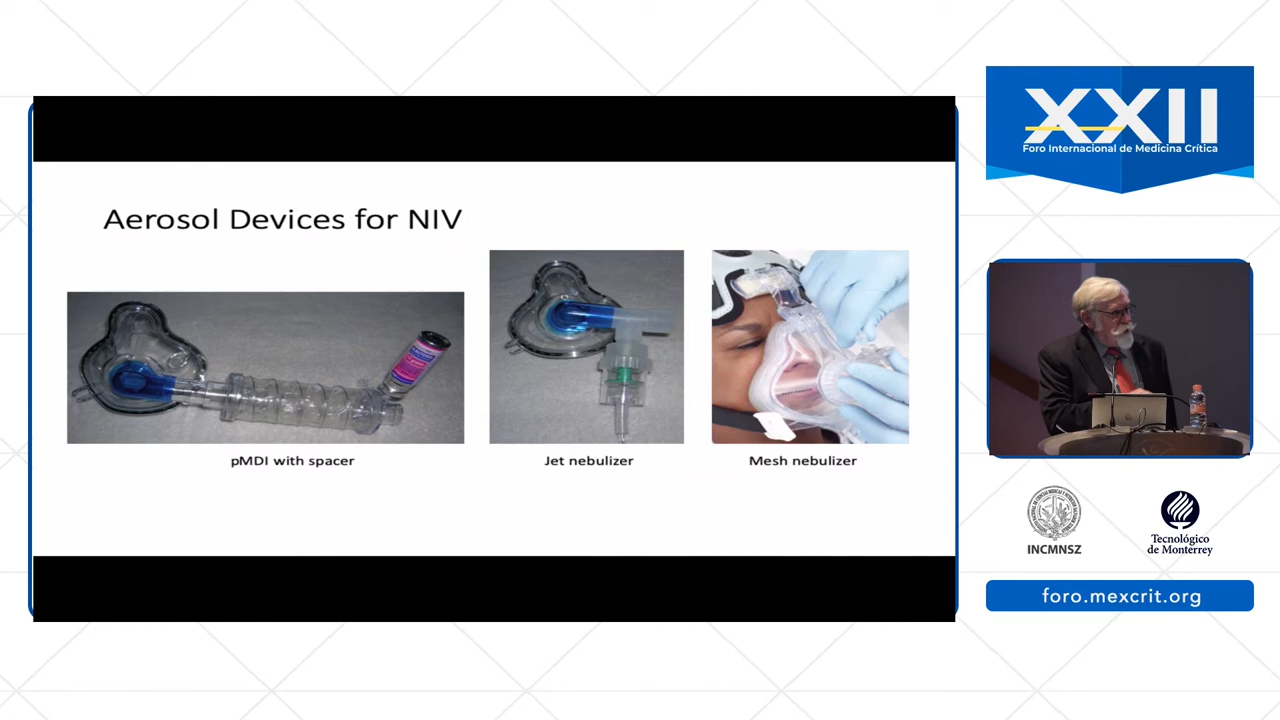 Aerosol Devices for NIV
pMDI with spacer
Jet nebulizer
Mesh nebulizer
XXII
Foro Internacional de Medicina Crítica
INCMNSZ
Tecnológico
de Monterrey
foro.mexcrit.org